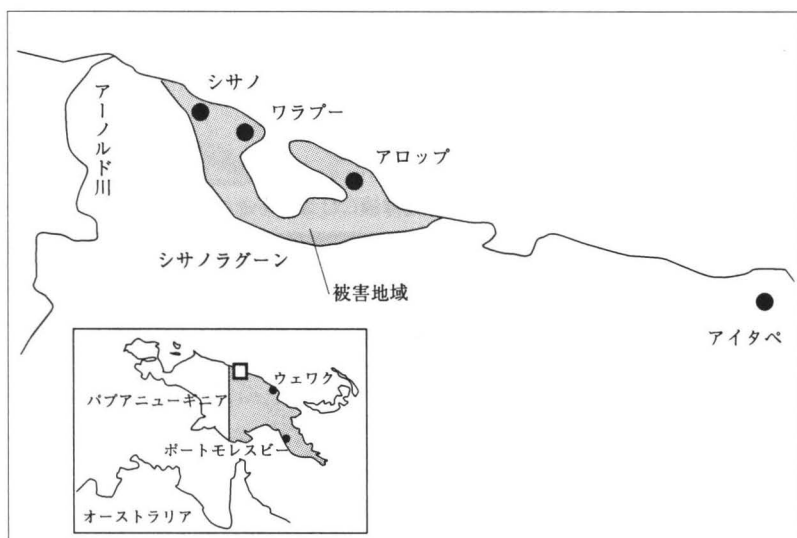 シサノ
ワラプー
アロップ
アーノルド川
シサノラグーン
被害地域
アイタペ
ウェワク
パプアニューギニア
ポートモレスビー
オーストラリア